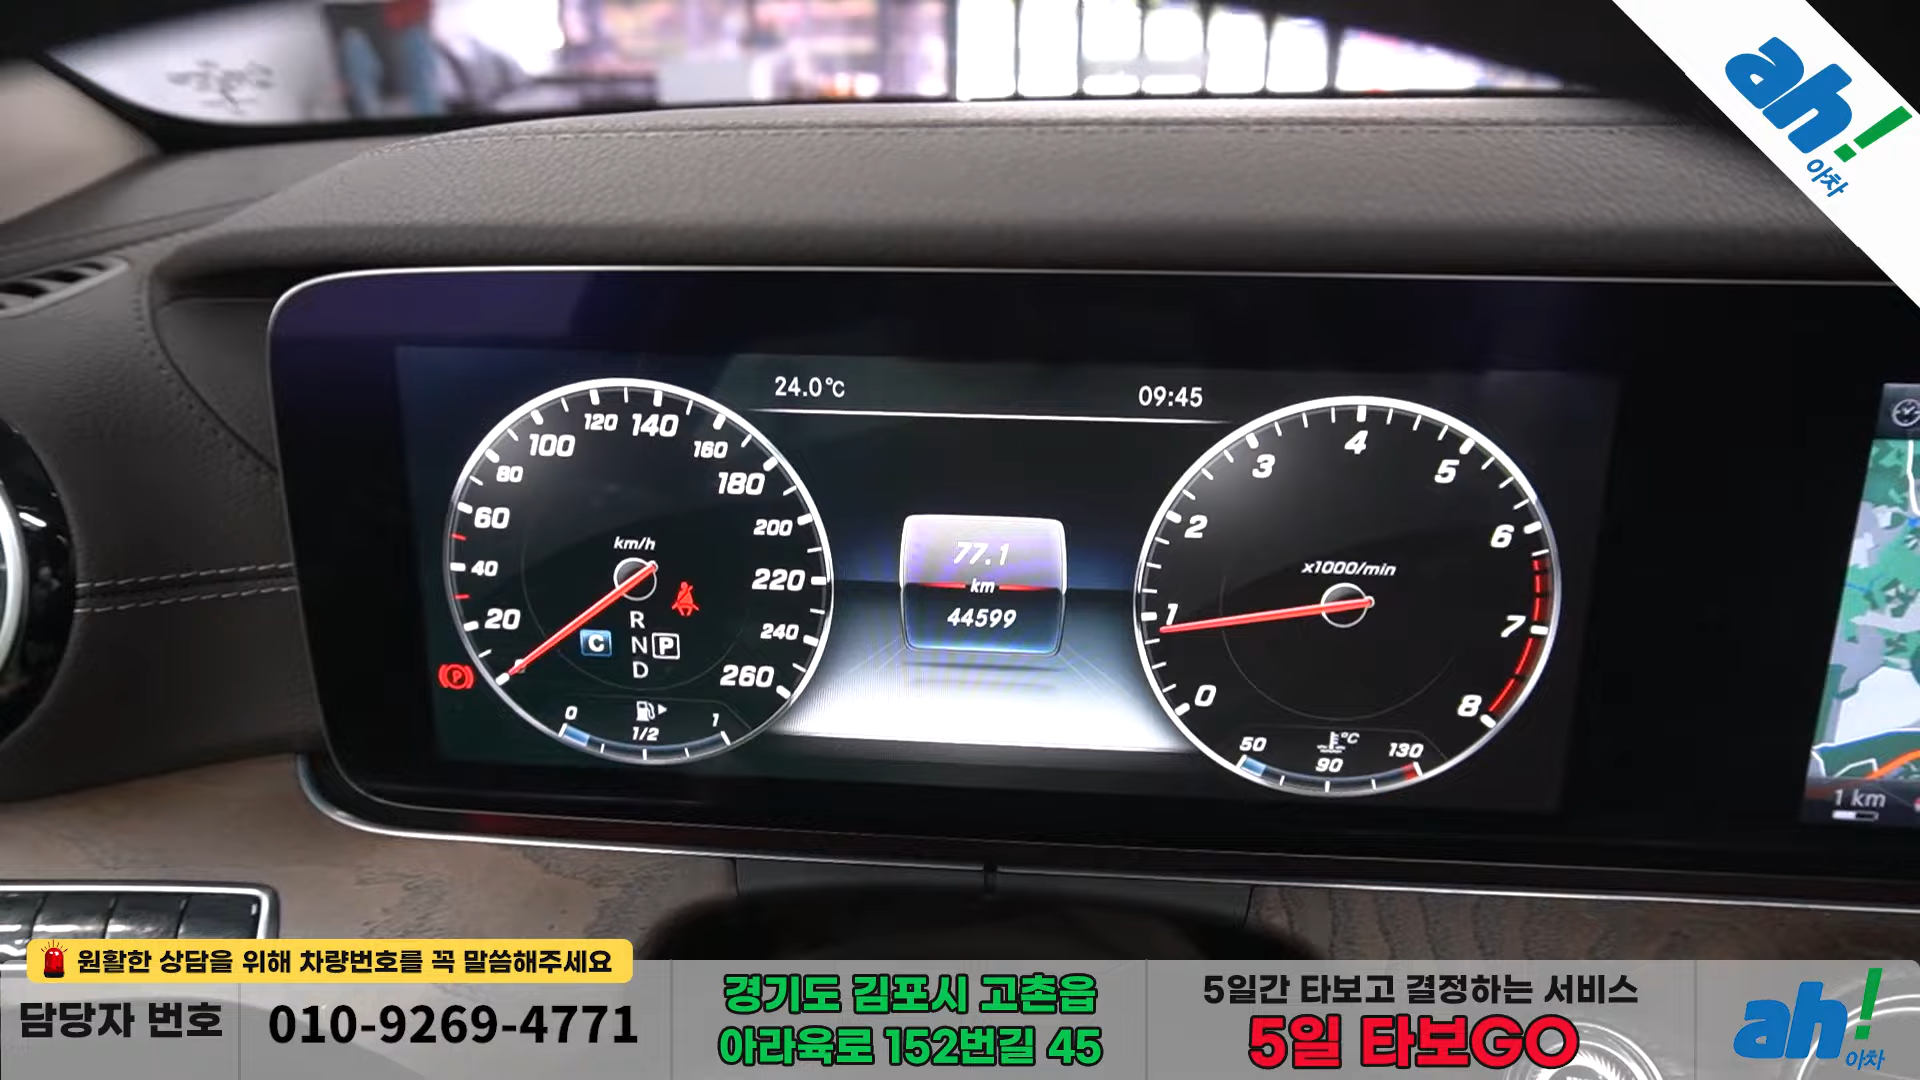 ah!
아차
24.0℃
09:45
0 20 40 60 80 100 120 140 160 180 200 220 240 260
km/h
R
C N P
D
0 1/2 1
77.1
km
44599
0 1 2 3 4 5 6 7 8
x1000/min
℃
50 90 130
1 km
원활한 상담을 위해 차량번호를 꼭 말씀해주세요
담당자 번호
010-9269-4771
경기도 김포시 고촌읍
아라육로 152번길 45
5일간 타보고 결정하는 서비스
5일 타보GO
ah!
아차